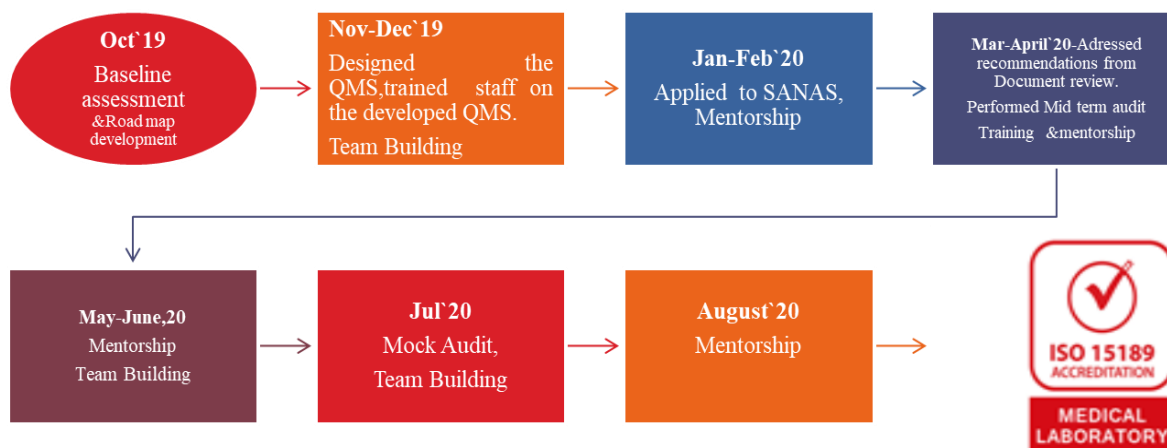 Oct`19
Baseline
assessment
&Road map
development
Nov-Dec`19
Designed the
QMS,trained staff on
the developed QMS.
Team Building
Jan-Feb`20
Applied to SANAS,
Mentorship
Mar-April`20-Adressed
recommendations from
Document review.
Performed Mid term audit
Training &mentorship
May-June,20
Mentorship
Team Building
Jul`20
Mock Audit,
Team Building
August`20
Mentorship
ISO 15189
ACCREDITATION
MEDICAL
LABORATORY